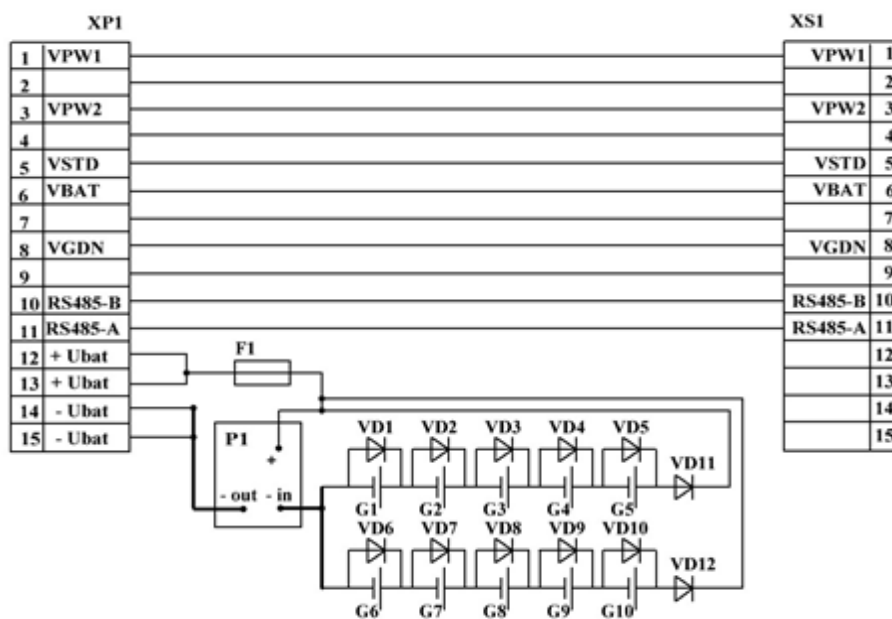 XP1 XS1
1 VPW1 VPW1 1
2 2
3 VPW2 VPW2 3
4 4
5 VSTD VSTD 5
6 VBAT VBAT 6
7 7
8 VGDN VGDN 8
9 9
10 RS485-B RS485-B 10
11 RS485-A RS485-A 11
12 + Ubat 12
F1
13 + Ubat 13
14 - Ubat 14
15 - Ubat 15
P1 VD1 VD2 VD3 VD4 VD5
+ VD11
- out - in
G1 G2 G3 G4 G5
VD6 VD7 VD8 VD9 VD10
VD12
G6 G7 G8 G9 G10